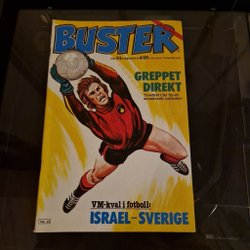 BUSTER
GREPPET
DIREKT
VM-kval i fotboll:
ISRAEL-SVERIGE